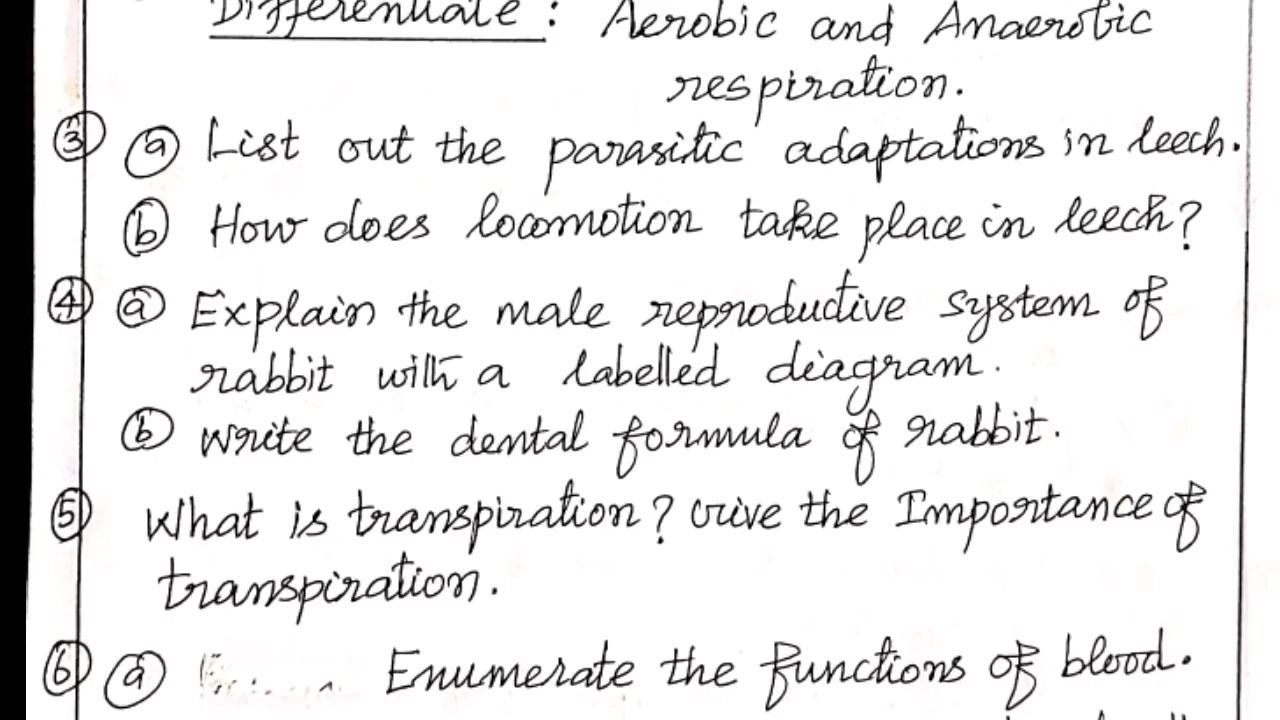 Differentiate : Aerobic and Anaerobic
respiration.
③ ⓐ List out the parasitic adaptations in leech.
ⓑ How does locomotion take place in leech?
④ ⓐ Explain the male reproductive system of
rabbit with a labelled diagram.
ⓑ Write the dental formula of rabbit.
⑤ What is transpiration? Give the Importance of
transpiration.
⑥ ⓐ Enumerate the functions of blood.